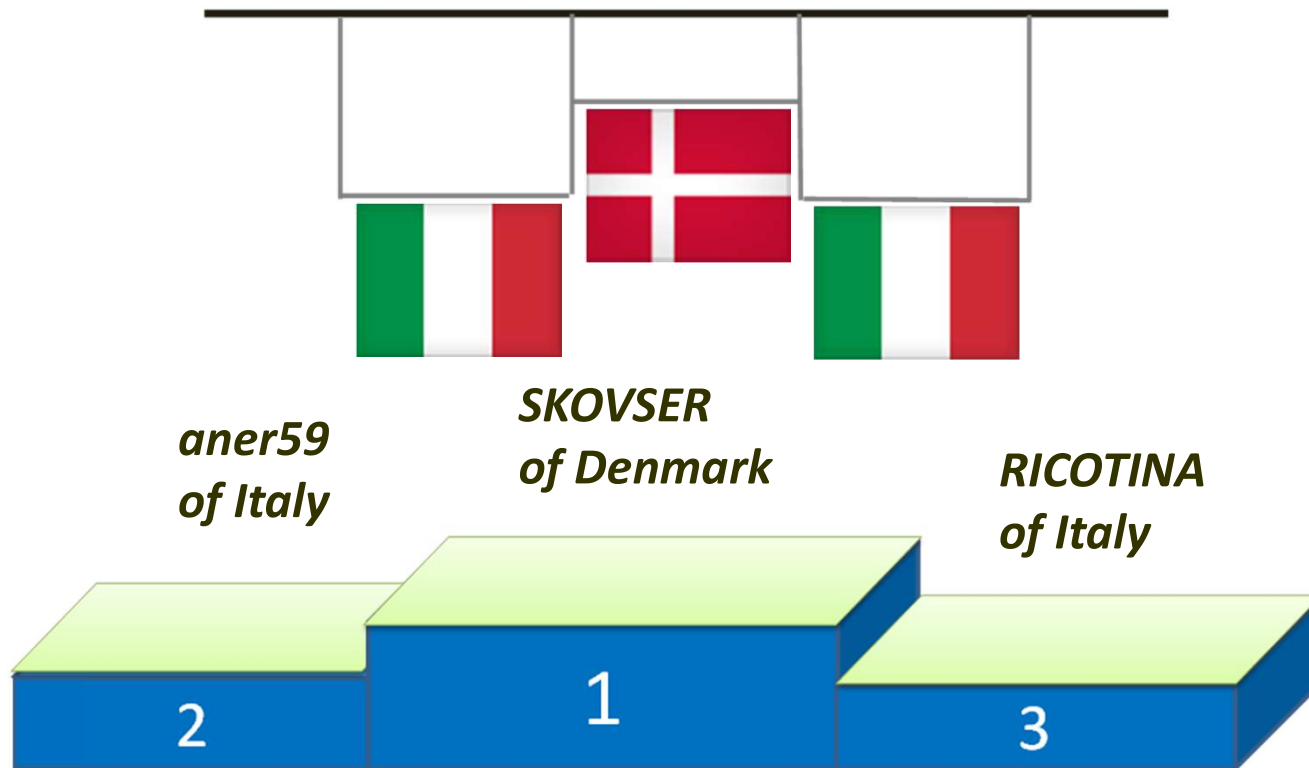 aner59
of Italy
SKOVSER
of Denmark
RICOTINA
of Italy
2
1
3